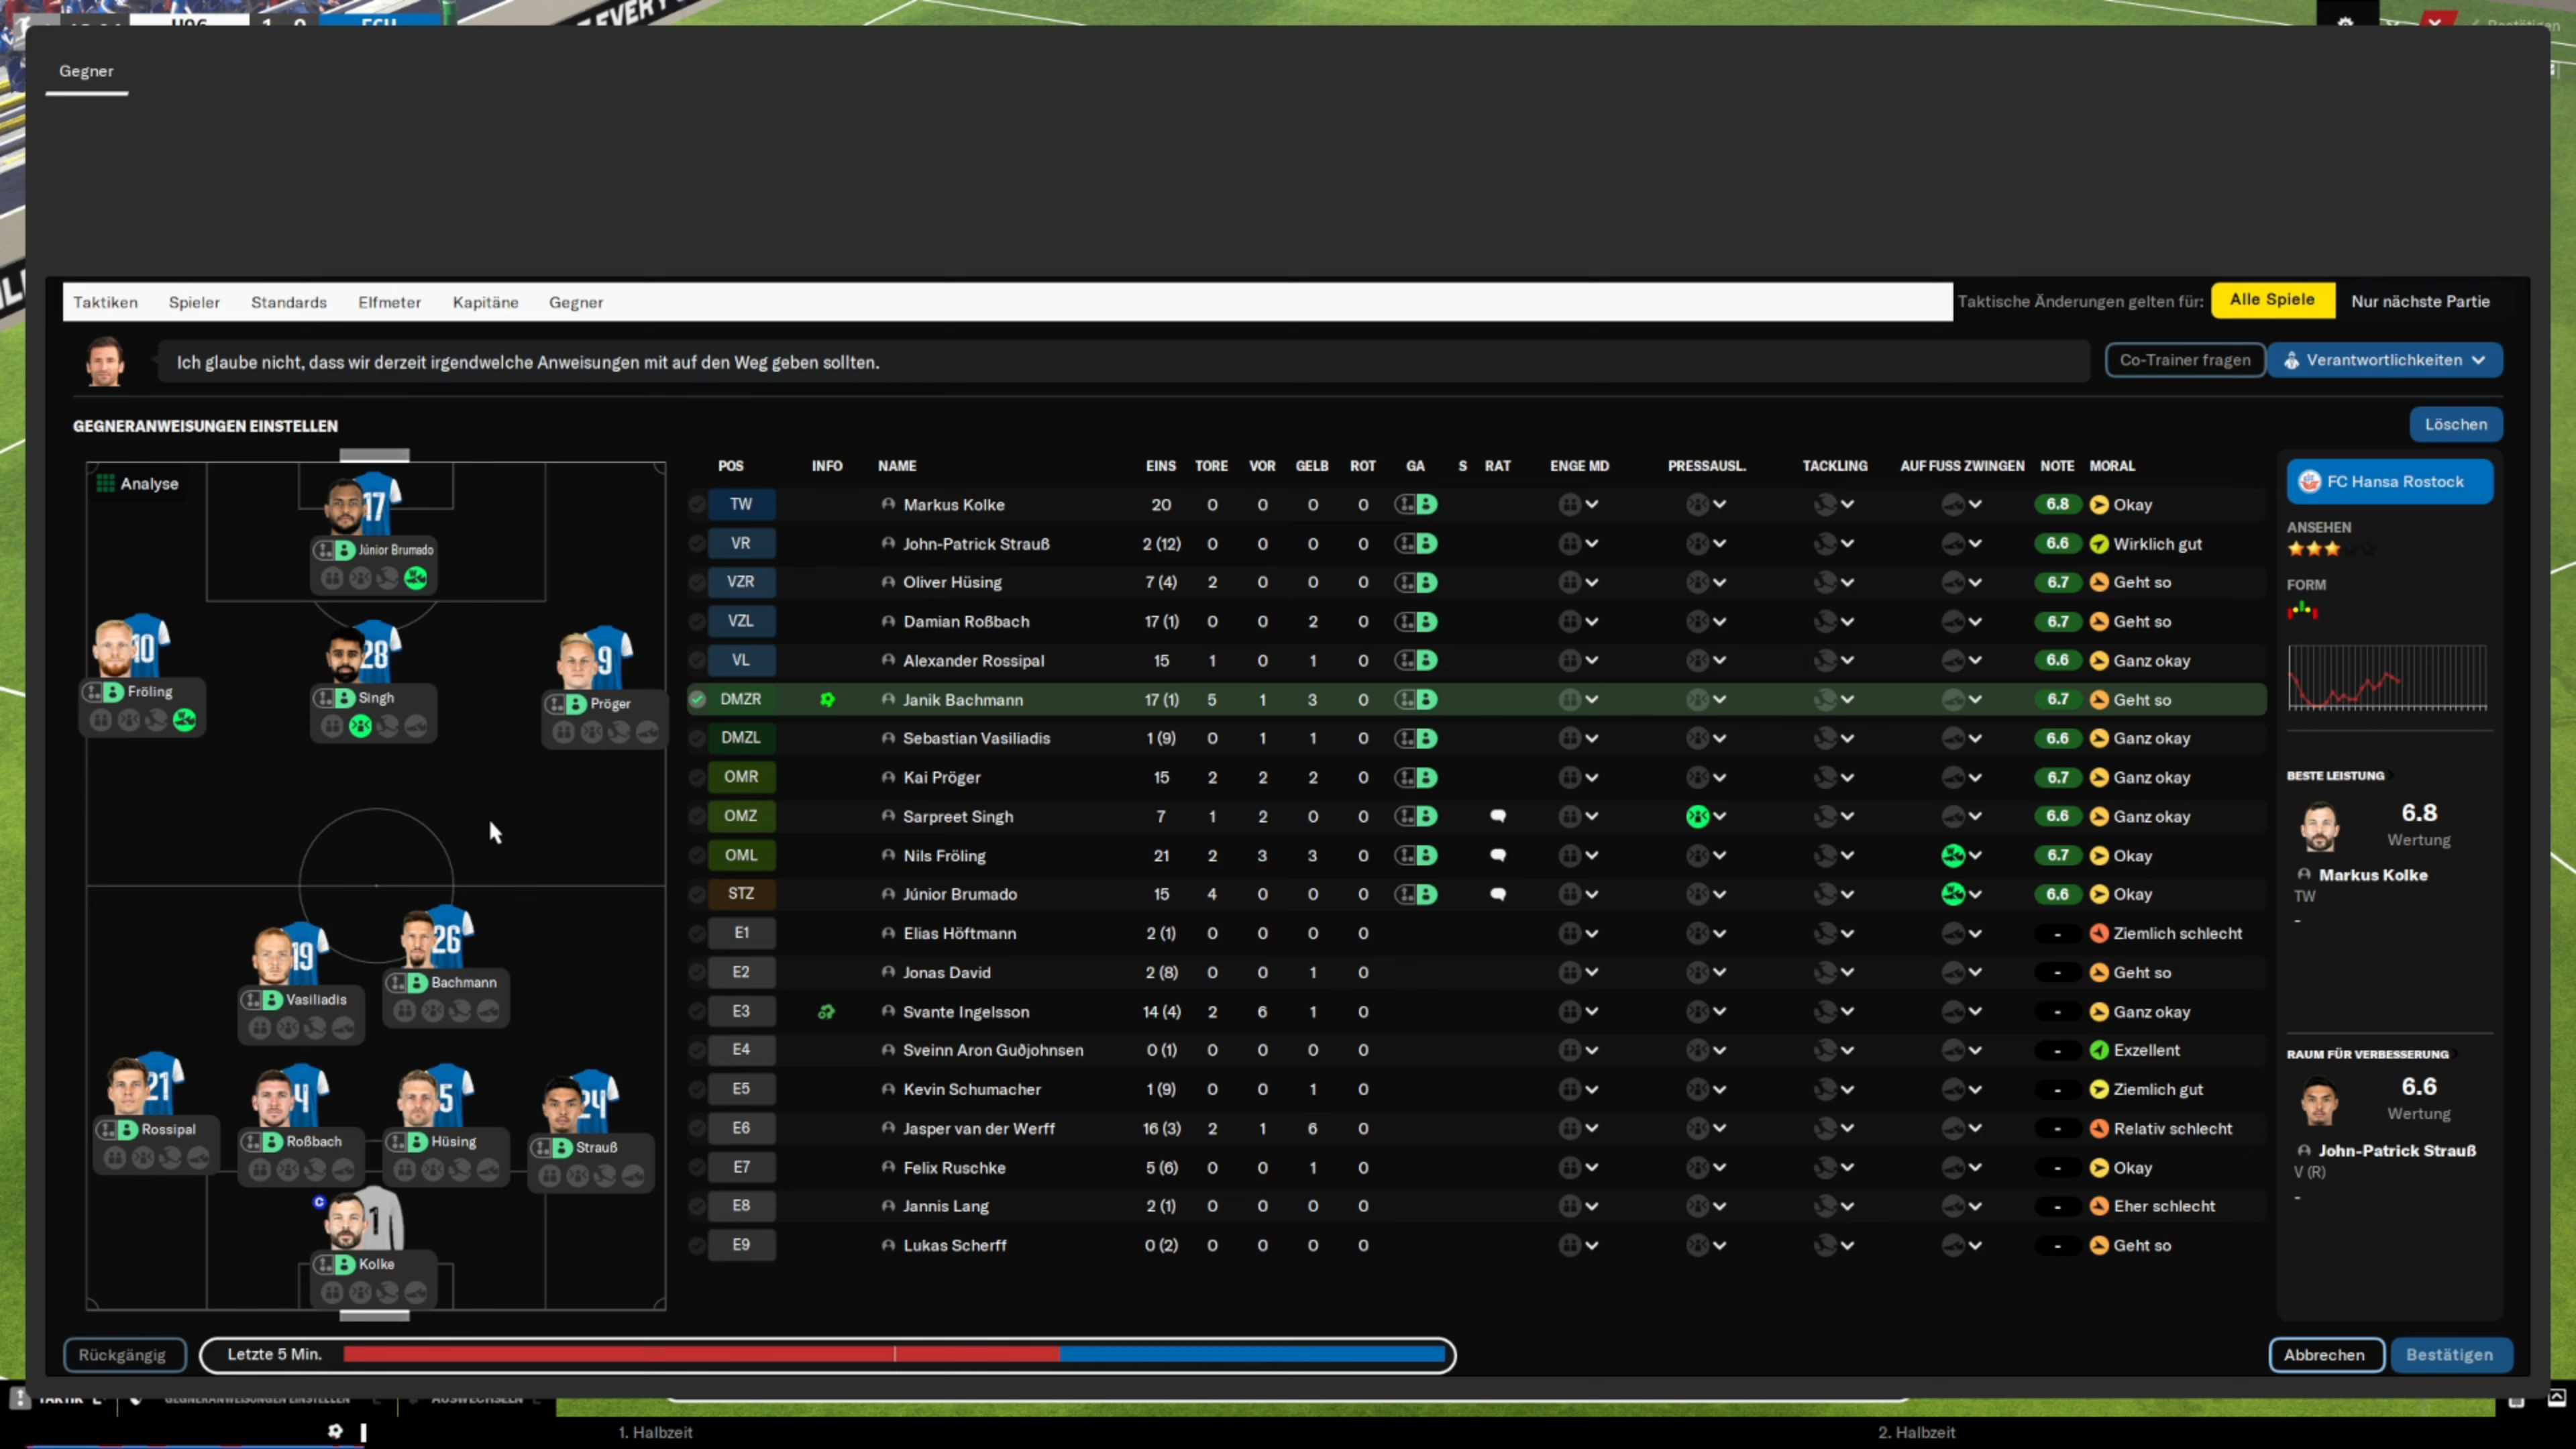 Gegner
Taktiken Spieler Standards Elfmeter Kapitäne Gegner
Taktische Änderungen gelten für: Alle Spiele Nur nächste Partie
Ich glaube nicht, dass wir derzeit irgendwelche Anweisungen mit auf den Weg geben sollten.
Co-Trainer fragen Verantwortlichkeiten
GEGNERANWEISUNGEN EINSTELLEN
Löschen
Analyse
17
Júnior Brumado
10
Fröling
28
Singh
9
Pröger
19
Vasiliadis
26
Bachmann
21
Rossipal
4
Roßbach
5
Hüsing
24
Strauß
C
1
Kolke
POS INFO NAME EINS TORE VOR GELB ROT GA S RAT ENGE MD PRESSAUSL. TACKLING AUF FUSS ZWINGEN NOTE MORAL
TW Markus Kolke 20 0 0 0 0 6.8 Okay
VR John-Patrick Strauß 2 (12) 0 0 0 0 6.6 Wirklich gut
VZR Oliver Hüsing 7 (4) 2 0 0 0 6.7 Geht so
VZL Damian Roßbach 17 (1) 0 0 2 0 6.7 Geht so
VL Alexander Rossipal 15 1 0 1 0 6.6 Ganz okay
DMZR Janik Bachmann 17 (1) 5 1 3 0 6.7 Geht so
DMZL Sebastian Vasiliadis 1 (9) 0 1 1 0 6.6 Ganz okay
OMR Kai Pröger 15 2 2 2 0 6.7 Ganz okay
OMZ Sarpreet Singh 7 1 2 0 0 6.6 Ganz okay
OML Nils Fröling 21 2 3 3 0 6.7 Okay
STZ Júnior Brumado 15 4 0 0 0 6.6 Okay
E1 Elias Höftmann 2 (1) 0 0 0 0 - Ziemlich schlecht
E2 Jonas David 2 (8) 0 0 1 0 - Geht so
E3 Svante Ingelsson 14 (4) 2 6 1 0 - Ganz okay
E4 Sveinn Aron Guðjohnsen 0 (1) 0 0 0 0 - Exzellent
E5 Kevin Schumacher 1 (9) 0 0 1 0 - Ziemlich gut
E6 Jasper van der Werff 16 (3) 2 1 6 0 - Relativ schlecht
E7 Felix Ruschke 5 (6) 0 0 1 0 - Okay
E8 Jannis Lang 2 (1) 0 0 0 0 - Eher schlecht
E9 Lukas Scherff 0 (2) 0 0 0 0 - Geht so
FC Hansa Rostock
ANSEHEN
FORM
BESTE LEISTUNG
6.8
Wertung
Markus Kolke
TW
-
RAUM FÜR VERBESSERUNG
6.6
Wertung
John-Patrick Strauß
V (R)
-
Rückgängig Letzte 5 Min. Abbrechen Bestätigen
1. Halbzeit 2. Halbzeit